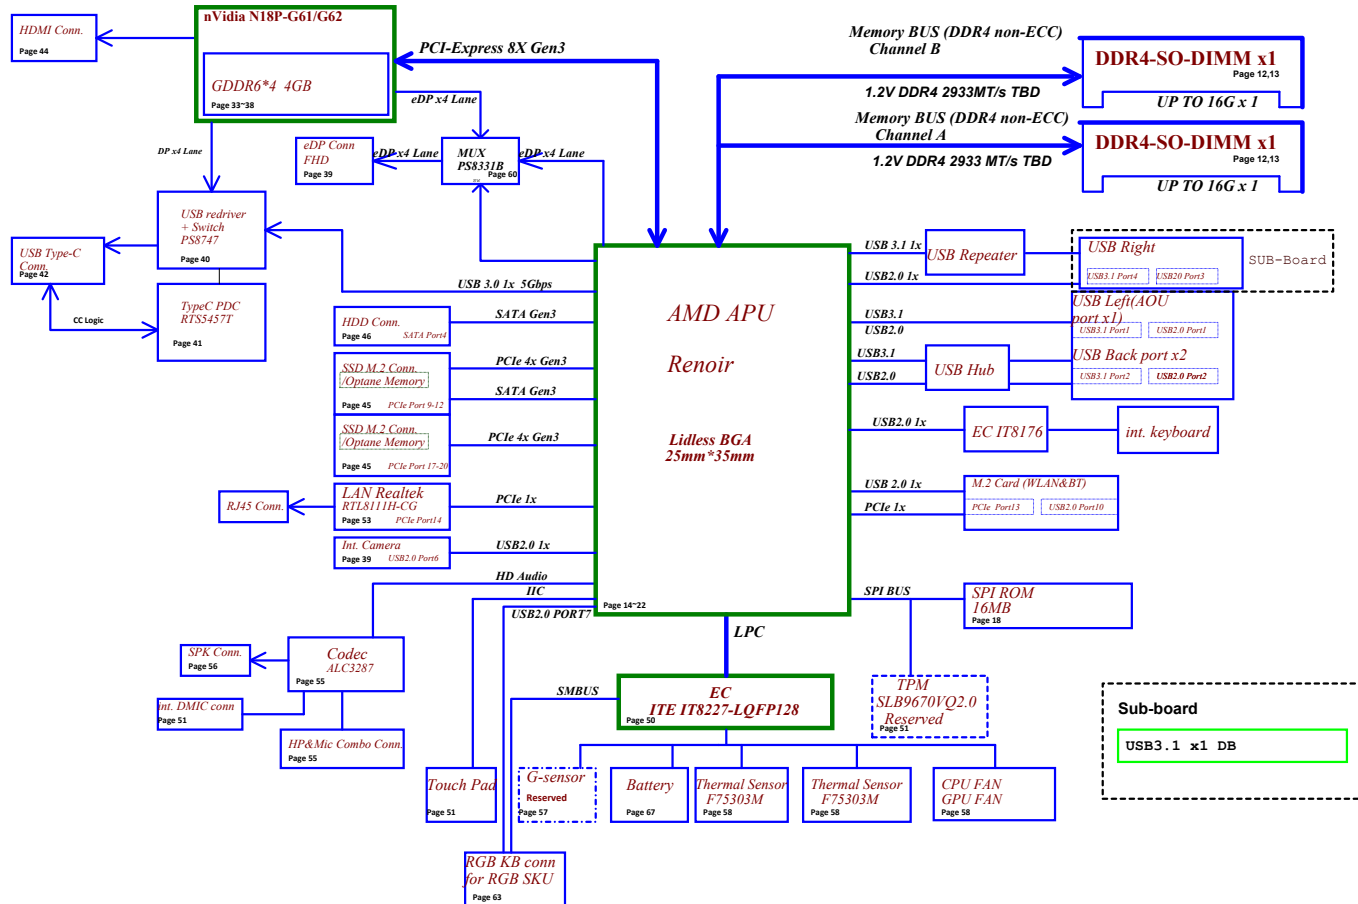 nVidia N18P-G61/G62
HDMI Conn.
Page 44
GDDR6*4 4GB
Page 33~38
PCI-Express 8X Gen3
eDP x4 Lane
Memory BUS (DDR4 non-ECC)
Channel B
1.2V DDR4 2933MT/s TBD
DDR4-SO-DIMM x1
Page 12,13
UP TO 16G x 1
Memory BUS (DDR4 non-ECC)
Channel A
1.2V DDR4 2933 MT/s TBD
DDR4-SO-DIMM x1
Page 12,13
UP TO 16G x 1
DP x4 Lane
eDP Conn
FHD
Page 39
eDP x4 Lane
MUX
PS8331B
Page 60
eDP x4 Lane
USB redriver
+ Switch
PS8747
Page 40
USB Type-C
Conn.
Page 42
CC Logic
TypeC PDC
RTS5457T
Page 41
USB 3.0 1x 5Gbps
HDD Conn.
Page 46
SATA Port4
SATA Gen3
SSD M.2 Conn.
/Optane Memory
Page 45
PCIe Port 9-12
PCIe 4x Gen3
SATA Gen3
SSD M.2 Conn.
/Optane Memory
Page 45
PCIe Port 17-20
PCIe 4x Gen3
RJ45 Conn.
LAN Realtek
RTL8111H-CG
Page 53
PCIe Port14
PCIe 1x
Int. Camera
Page 39
USB2.0 Port6
USB2.0 1x
HD Audio
IIC
USB2.0 PORT7
AMD APU
Renoir
Lidless BGA
25mm*35mm
Page 14~22
USB 3.1 1x
USB Repeater
USB2.0 1x
USB Right
USB3.1 Port4
USB20 Port3
SUB-Board
USB3.1
USB2.0
USB Left(AOU
port x1)
USB3.1 Port1
USB2.0 Port1
USB3.1
USB2.0
USB Hub
USB Back port x2
USB3.1 Port2
USB2.0 Port2
USB2.0 1x
EC IT8176
int. keyboard
USB 2.0 1x
PCIe 1x
M.2 Card (WLAN&BT)
PCIe Port13
USB2.0 Port10
SPI BUS
SPI ROM
16MB
Page 18
TPM
SLB9670VQ2.0
Reserved
Page51
LPC
SPK Conn.
Page 56
Codec
ALC3287
Page 55
int. DMIC conn
Page 51
HP&Mic Combo Conn.
Page 55
SMBUS
EC
ITE IT8227-LQFP128
Page 50
Touch Pad
Page 51
G-sensor
Reserved
Page 57
Battery
Page 67
Thermal Sensor
F75303M
Page 58
Thermal Sensor
F75303M
Page 58
CPU FAN
GPU FAN
Page 58
RGB KB conn
for RGB SKU
Page 63
Sub-board
USB3.1 x1 DB